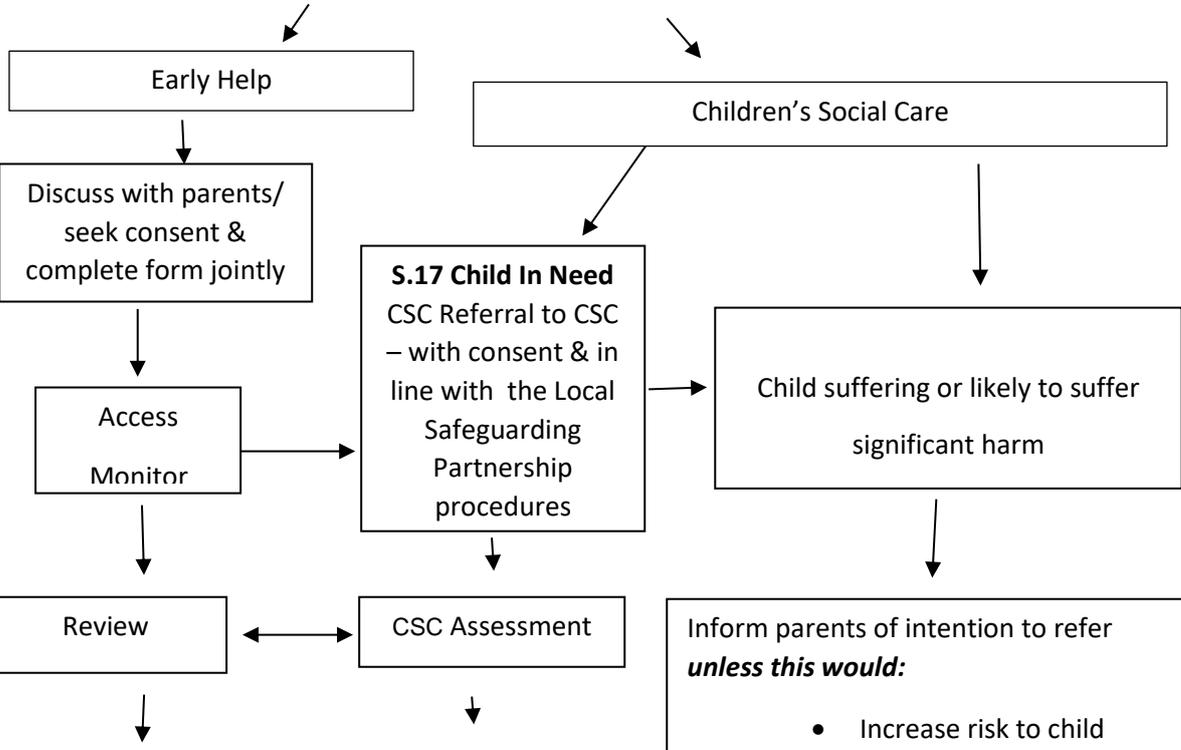 Early Help
Children’s Social Care
Discuss with parents/
seek consent &
complete form jointly
S.17 Child In Need
CSC Referral to CSC
– with consent & in
line with  the Local
Safeguarding
Partnership
procedures
Child suffering or likely to suffer
significant harm
Access
Monitor
Review
CSC Assessment
Inform parents of intention to refer
unless this would:
• Increase risk to child